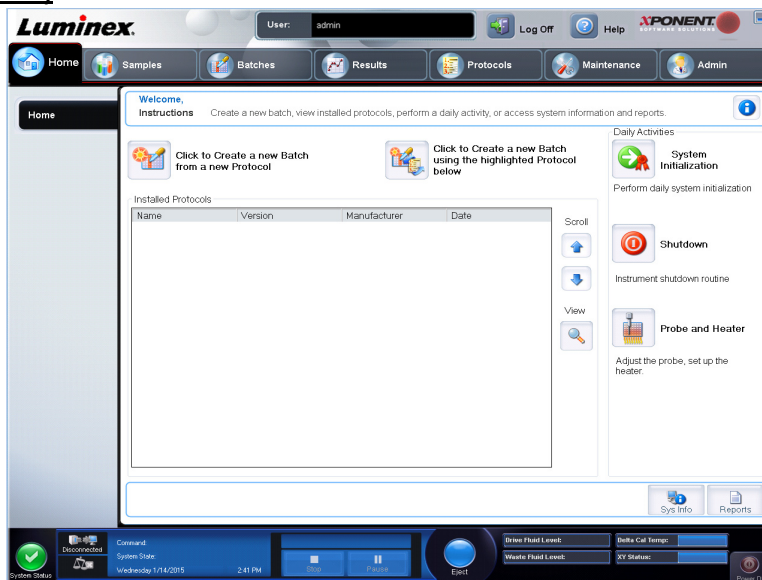 Luminex.
User: admin
Log Off
Help
XPONENT.
SOFTWARE SOLUTIONS
Home
Samples
Batches
Results
Protocols
Maintenance
Admin
Home
Welcome,
Instructions
Create a new batch, view installed protocols, perform a daily activity, or access system information and reports.
Click to Create a new Batch
from a new Protocol
Click to Create a new Batch
using the highlighted Protocol
below
Installed Protocols
Name Version Manufacturer Date
Scroll
View
Daily Activities
System
Initialization
Perform daily system initialization
Shutdown
Instrument shutdown routine
Probe and Heater
Adjust the probe, set up the
heater.
Sys Info
Reports
System Status
Disconnected
Command:
System State:
Wednesday 1/14/2015 2:41 PM
Stop
Pause
Eject
Drive Fluid Level:
Waste Fluid Level:
Delta Cal Temp:
XY Status: